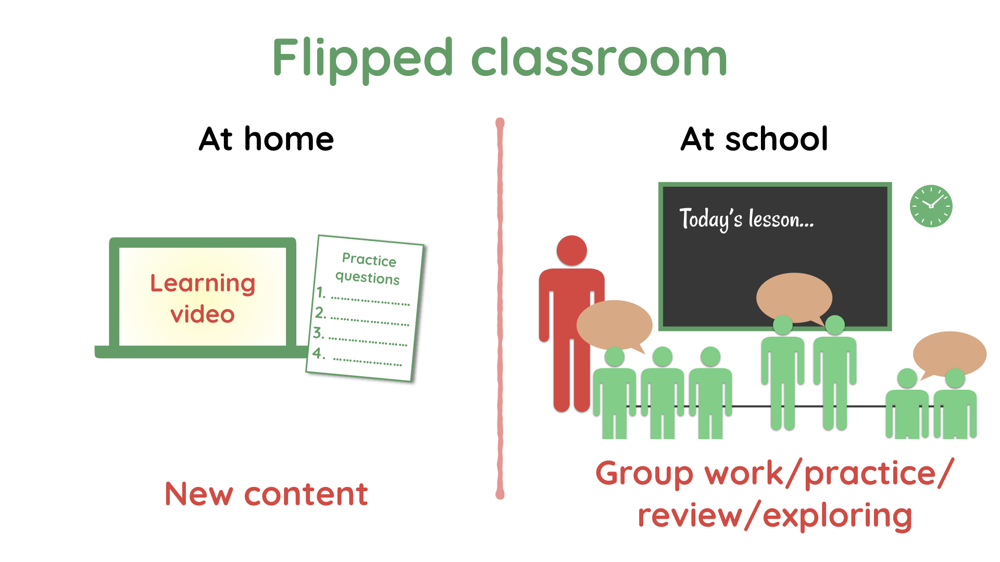 Flipped classroom
At home
Learning
video
Practice
questions
1. ........................
2. ........................
3. ........................
4. .....................
New content
At school
Today's lesson...
Group work/practice/
review/exploring